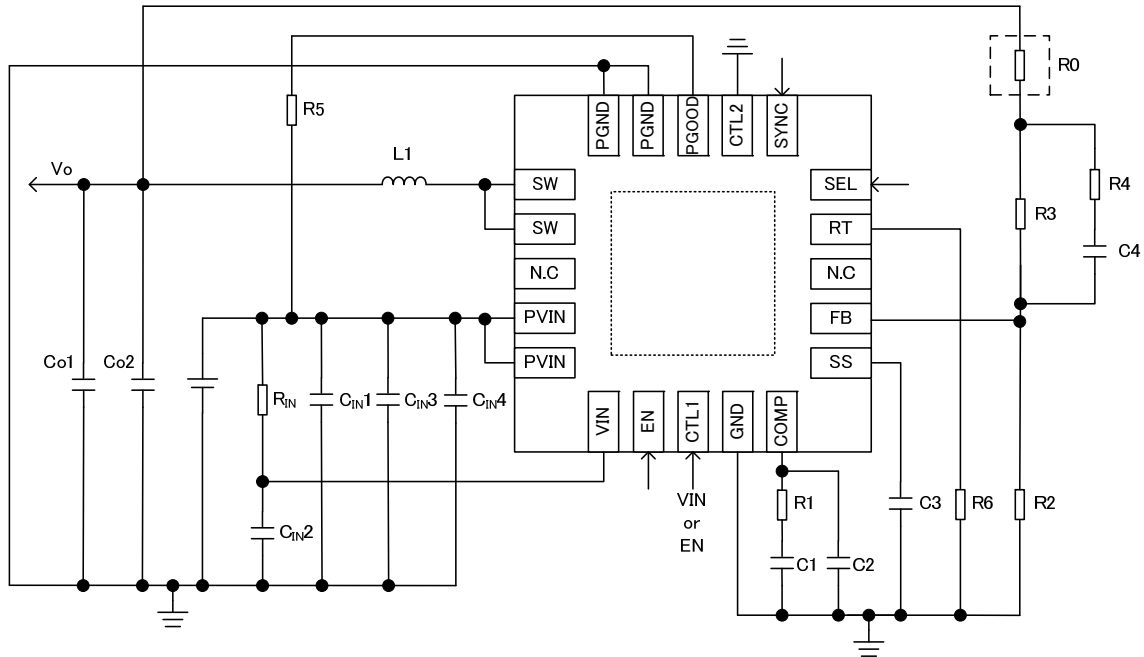 R0
R5
PGND
PGND
PGOOD
CTL2
SYNC
L1
Vo
SW
SEL
R4
SW
RT
R3
C4
N.C
N.C
PVIN
FB
Co1
Co2
PVIN
SS
RIN
CIN1
CIN3
CIN4
VIN
EN
CTL1
GND
COMP
VIN
or
EN
R1
C3
R6
R2
CIN2
C1
C2